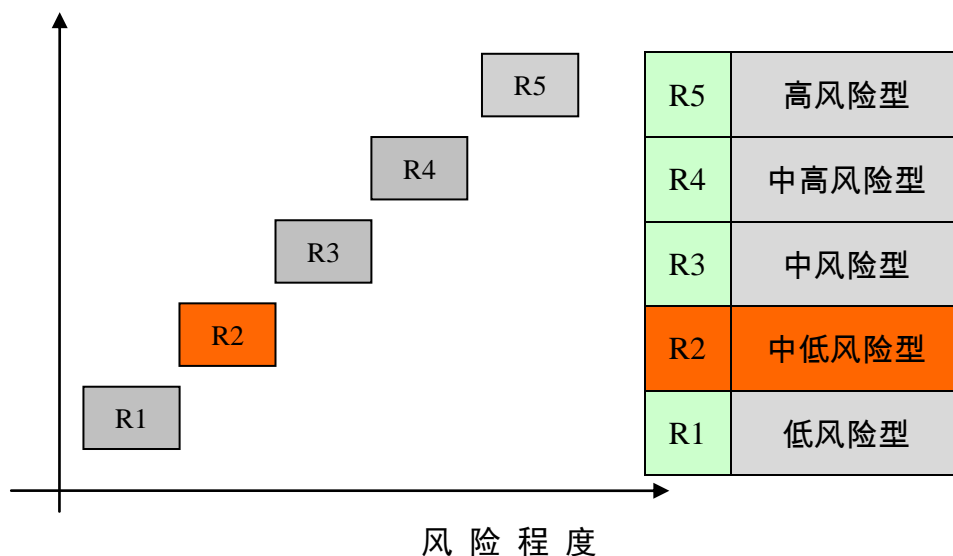 R5
R4
R3
R2
R1
风险程度
R5 高风险型
R4 中高风险型
R3 中风险型
R2 中低风险型
R1 低风险型